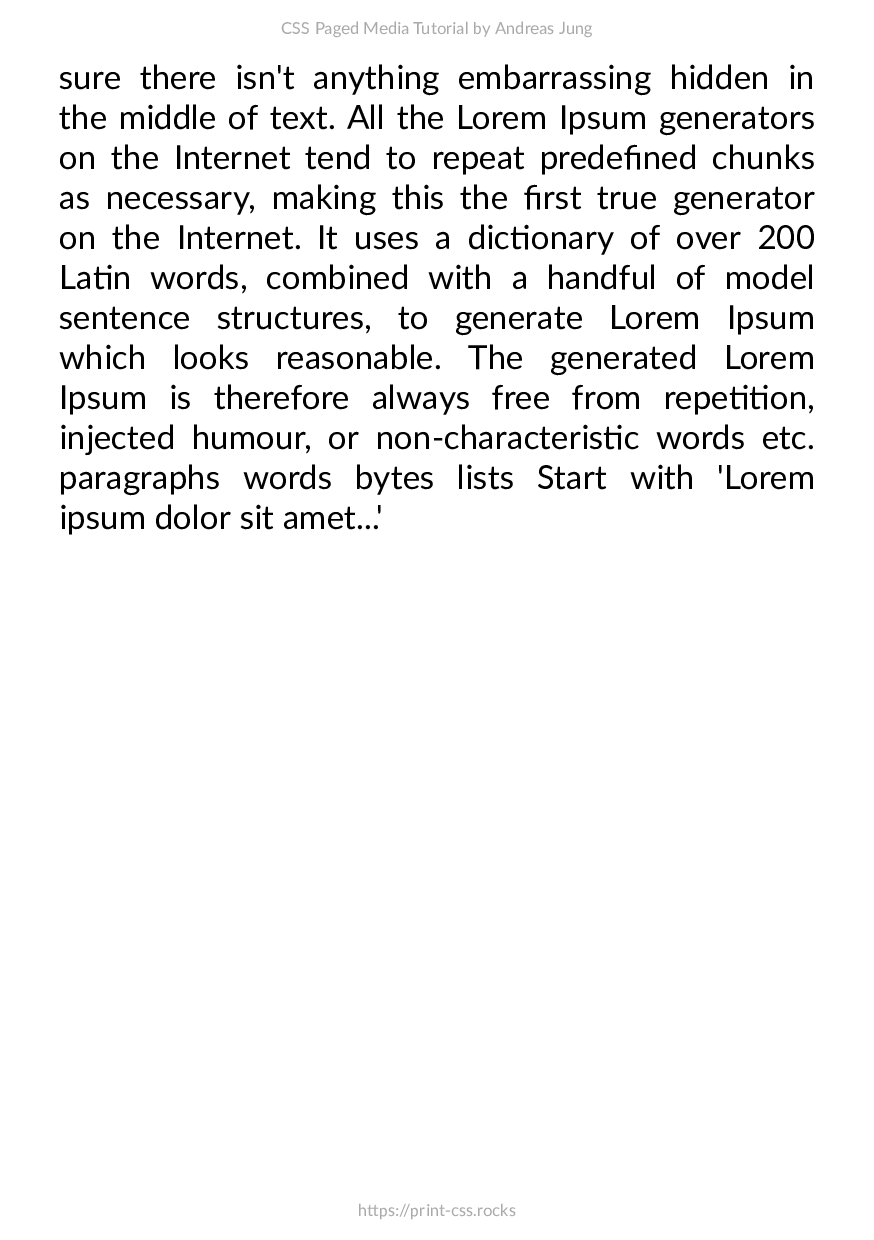 CSS Paged Media Tutorial by Andreas Jung
sure there isn't anything embarrassing hidden in
the middle of text. All the Lorem Ipsum generators
on the Internet tend to repeat predefined chunks
as necessary, making this the first true generator
on the Internet. It uses a dictionary of over 200
Latin words, combined with a handful of model
sentence structures, to generate Lorem Ipsum
which looks reasonable. The generated Lorem
Ipsum is therefore always free from repetition,
injected humour, or non-characteristic words etc.
paragraphs words bytes lists Start with 'Lorem
ipsum dolor sit amet...'
https://print-css.rocks